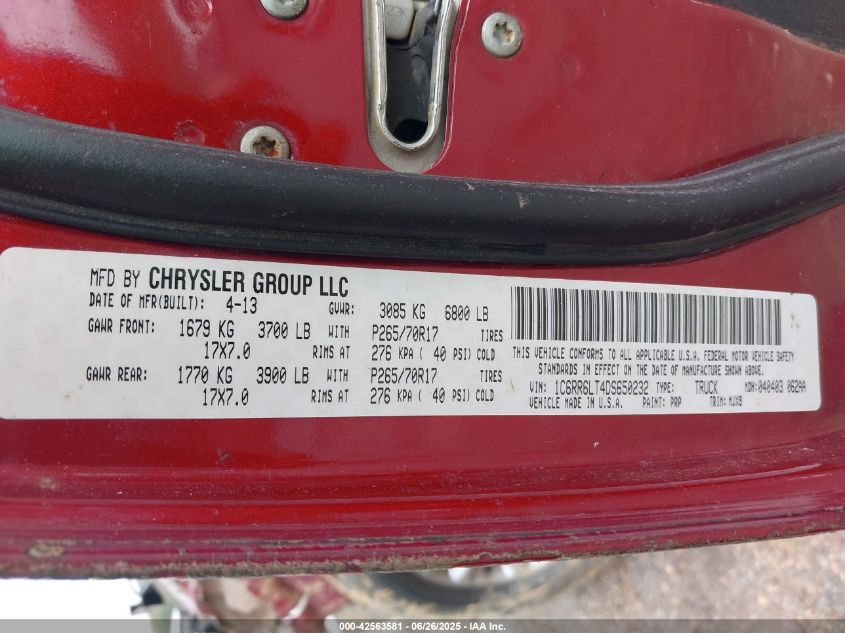 MFD BY CHRYSLER GROUP LLC
DATE OF MFR(BUILT): 4-13 GVWR: 3085 KG 6800 LB
GAWR FRONT: 1679 KG 3700 LB WITH P265/70R17 TIRES
17X7.0 RIMS AT 276 KPA ( 40 PSI) COLD
GAWR REAR: 1770 KG 3900 LB WITH P265/70R17 TIRES
17X7.0 RIMS AT 276 KPA ( 40 PSI) COLD
THIS VEHICLE CONFORMS TO ALL APPLICABLE U.S.A. FEDERAL MOTOR VEHICLE SAFETY
STANDARDS IN EFFECT ON THE DATE OF MANUFACTURE SHOWN ABOVE.
VIN: 1C6RR6LT4DS650232 TYPE: TRUCK MDH: 040403 062AA
VEHICLE MADE IN U.S.A. PAINT: PRP TRIM: MJX9
000-42563581 - 06/26/2025 - IAA Inc.